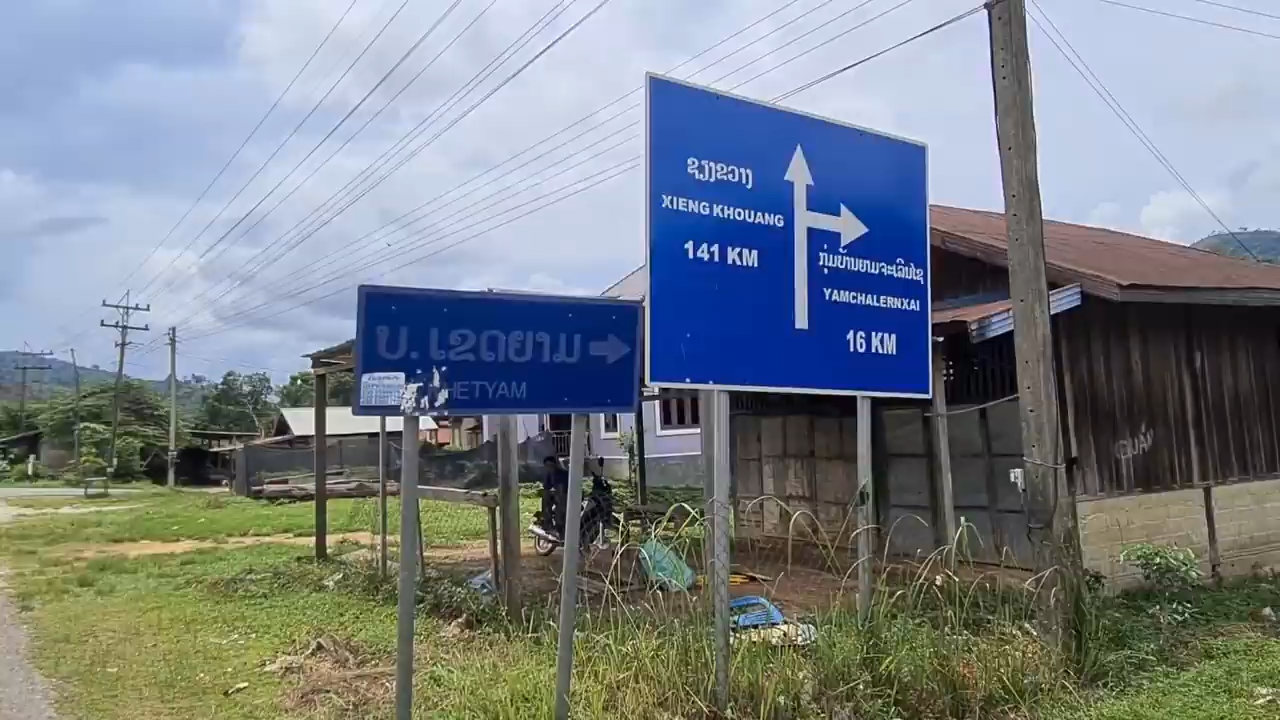 ຊຽງຂວາງ
XIENG KHOUANG
141 KM
ກຸ່ມບ້ານຍາມຈະເລີນໄຊ
YAMCHALERNXAI
16 KM
ບ. ເຂດຍາມ
HETYAM